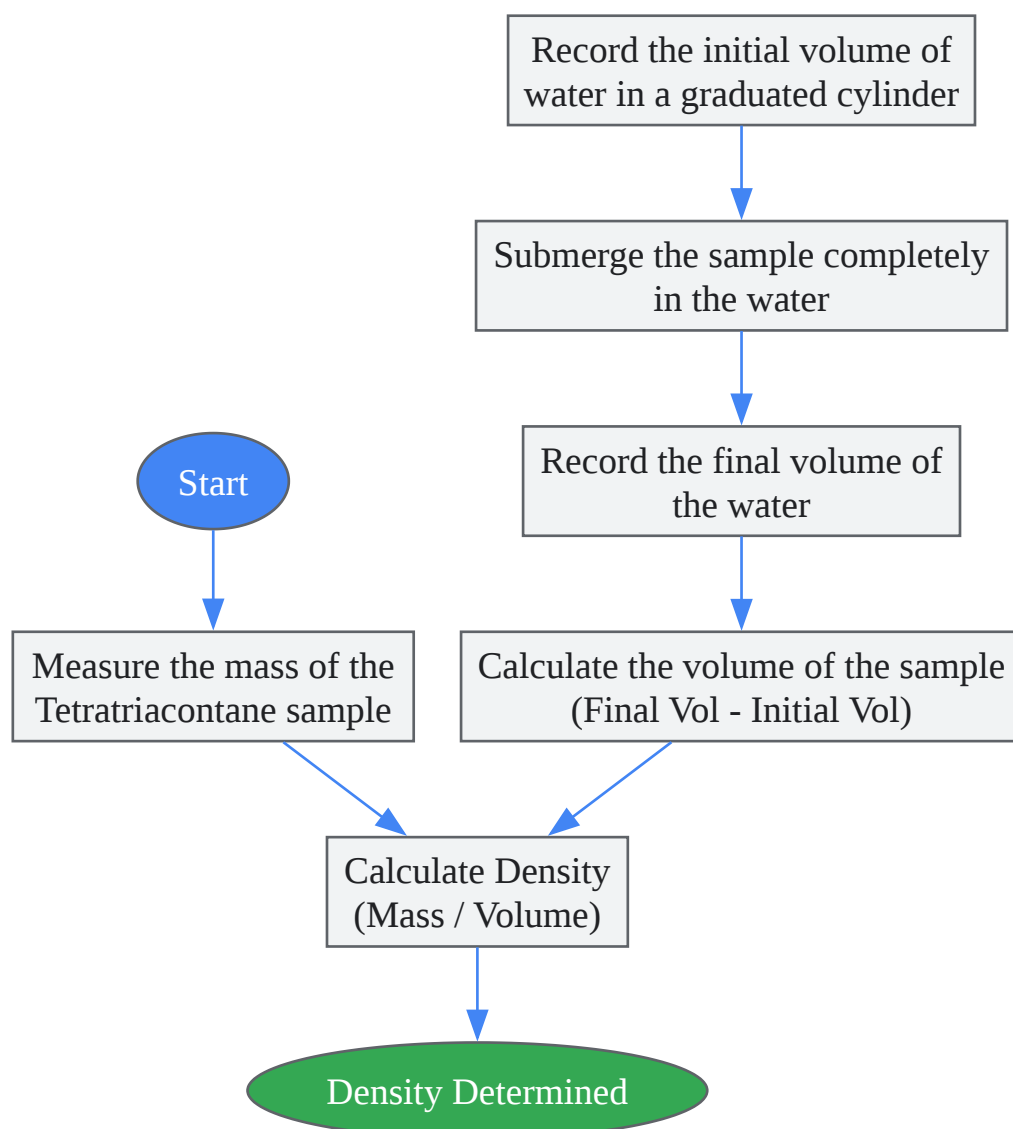 Record the initial volume of
water in a graduated cylinder
Submerge the sample completely
in the water
Record the final volume of
the water
Start
Measure the mass of the
Tetratriacontane sample
Calculate the volume of the sample
(Final Vol - Initial Vol)
Calculate Density
(Mass / Volume)
Density Determined